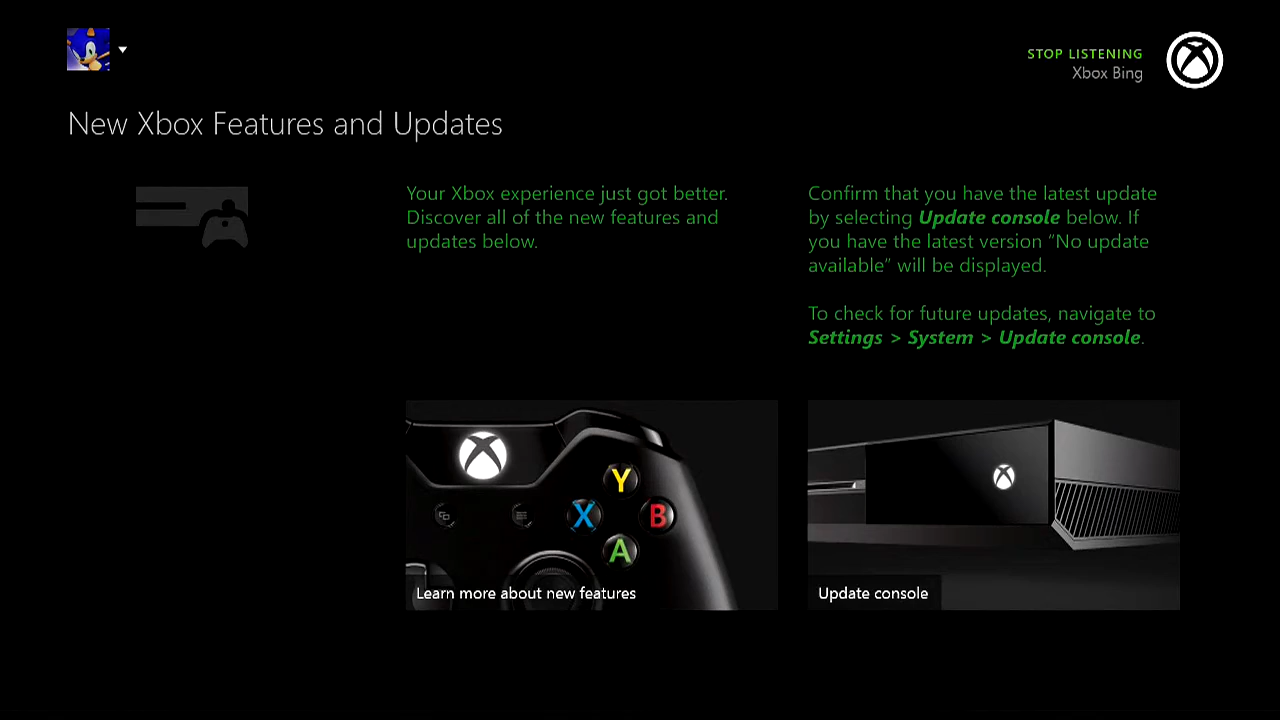 STOP LISTENING
Xbox Bing
New Xbox Features and Updates
Your Xbox experience just got better.
Discover all of the new features and
updates below.
Confirm that you have the latest update
by selecting Update console below. If
you have the latest version “No update
available” will be displayed.
To check for future updates, navigate to
Settings > System > Update console.
Y
X
B
A
Learn more about new features
Update console